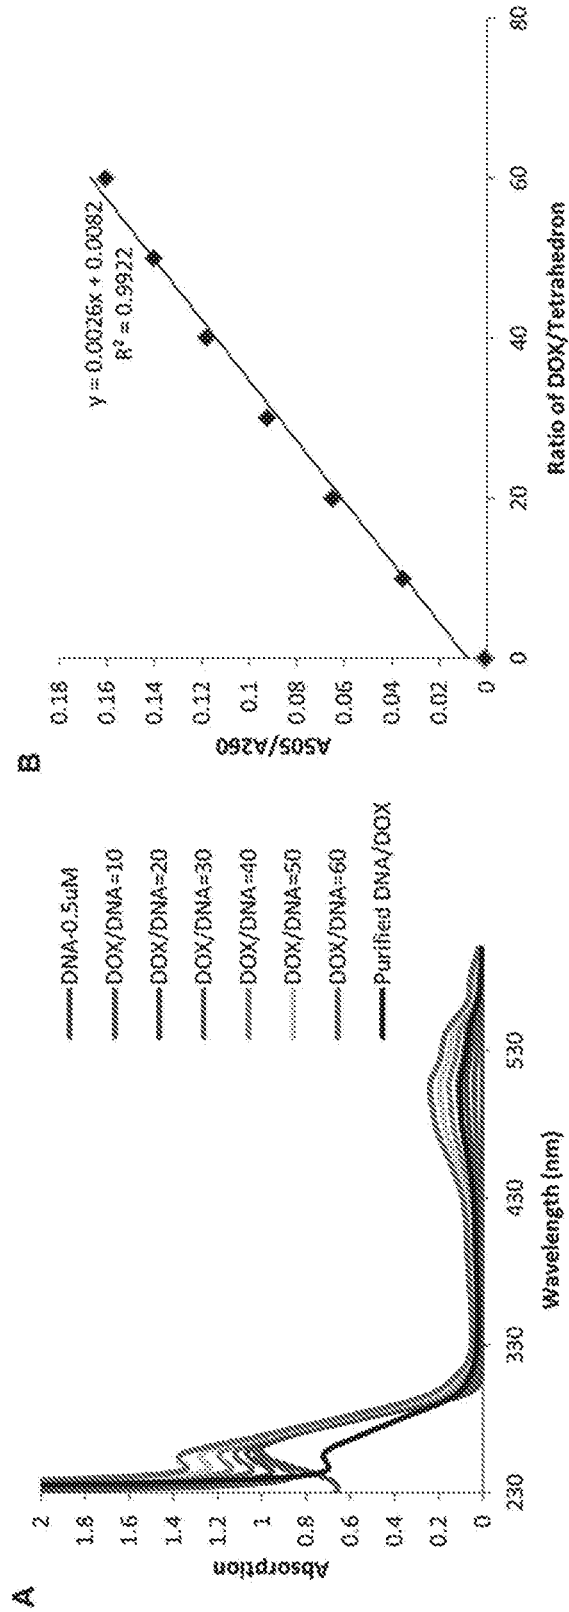 A
Absorption
2
1.8
1.6
1.4
1.2
1
0.8
0.6
0.4
0.2
0
230
330
430
530
Wavelength (nm)
DNA-0.5uM
DOX/DNA=10
DOX/DNA=20
DOX/DNA=30
DOX/DNA=40
DOX/DNA=50
DOX/DNA=60
Purified DNA/DOX
B
A505/A260
0.18
0.16
0.14
0.12
0.1
0.08
0.06
0.04
0.02
0
0
20
40
60
80
Ratio of DOX/Tetrahedron
y = 0.0026x + 0.0082
R² = 0.9922